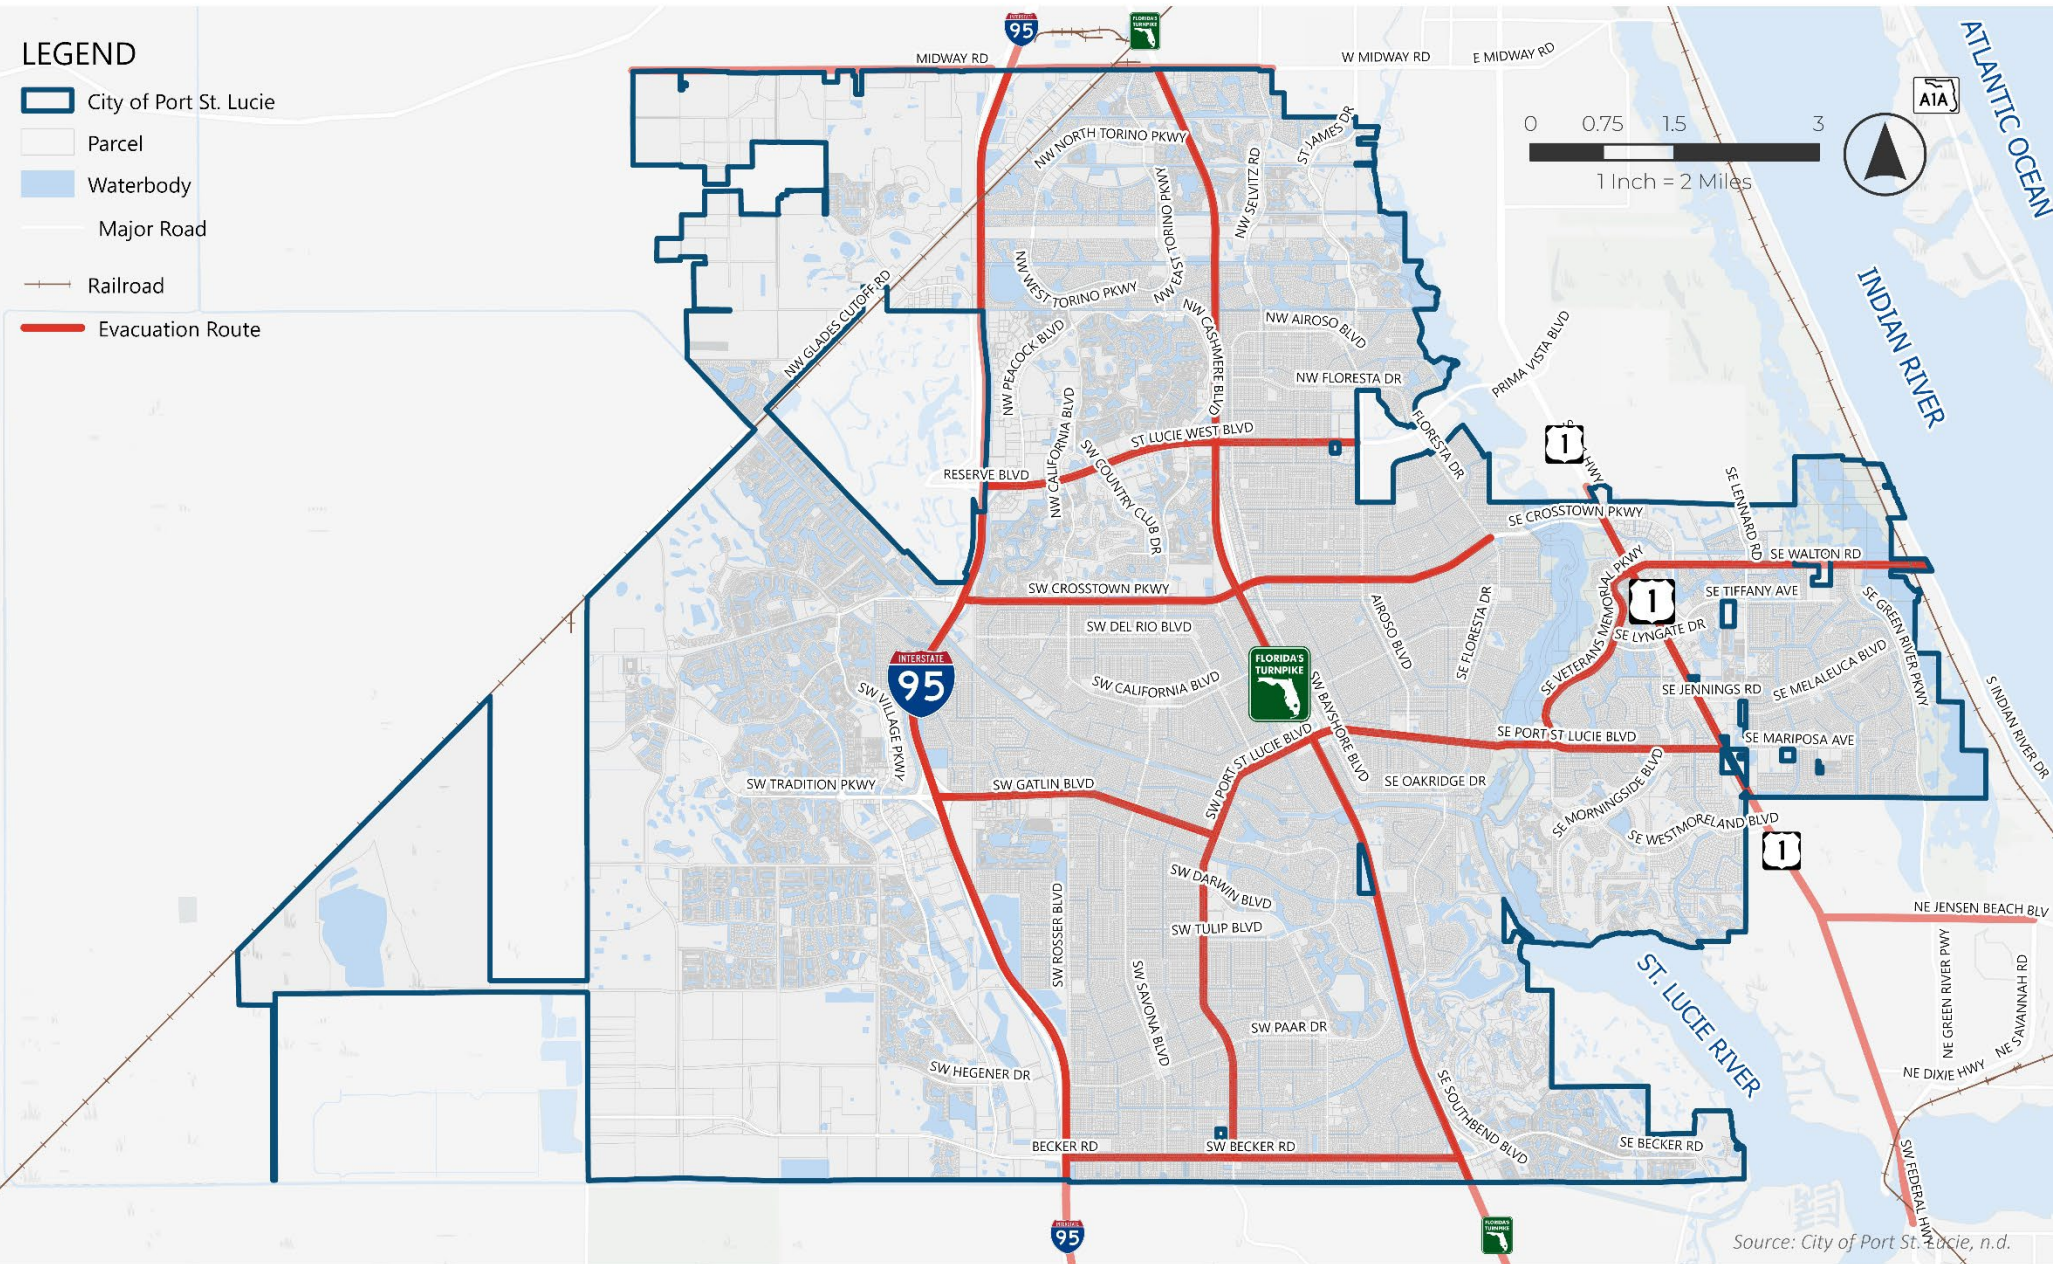 LEGEND
City of Port St. Lucie
Parcel
Waterbody
Major Road
Railroad
Evacuation Route
INTERSTATE
95
FLORIDA'S
TURNPIKE
MIDWAY RD
W MIDWAY RD
E MIDWAY RD
A1A
ATLANTIC OCEAN
0 0.75 1.5 3
1 Inch = 2 Miles
NW NORTH TORINO PKWY
ST JAMES DR
NW SELVITZ RD
NW EAST TORINO PKWY
NW WEST TORINO PKWY
INDIAN RIVER
NW GLADES CUTOFF RD
NW PEACOCK BLVD
NW CASHMERE BLVD
NW AIROSO BLVD
PRIMA VISTA BLVD
NW FLORESTA DR
NW CALIFORNIA BLVD
FLORESTA DR
ST LUCIE WEST BLVD
SW COUNTRY CLUB DR
RESERVE BLVD
1
HWY
SE LENNARD RD
SE CROSSTOWN PKWY
SE WALTON RD
SE VETERANS MEMORIAL PKWY
SW CROSSTOWN PKWY
1
SE TIFFANY AVE
SE GREEN RIVER PKWY
SW DEL RIO BLVD
AIROSO BLVD
SE FLORESTA DR
SE LYNGATE DR
INTERSTATE
95
FLORIDA'S
TURNPIKE
SW CALIFORNIA BLVD
SE MELALEUCA BLVD
SE JENNINGS RD
SW VILLAGE PKWY
SW BAYSHORE BLVD
S INDIAN RIVER DR
SE PORT ST LUCIE BLVD
SE MARIPOSA AVE
SW PORT ST LUCIE BLVD
SW TRADITION PKWY
SW GATLIN BLVD
SE OAKRIDGE DR
SE MORNINGSIDE BLVD
SE WESTMORELAND BLVD
1
SW DARWIN BLVD
SW ROSSER BLVD
SW TULIP BLVD
NE JENSEN BEACH BLV
SW SAVONA BLVD
ST. LUCIE RIVER
NE GREEN RIVER PWY
NE SAVANNAH RD
SW PAAR DR
SW HEGENER DR
NE DIXIE HWY
SE SOUTHBEND BLVD
BECKER RD
SW BECKER RD
SE BECKER RD
SW FEDERAL HWY
INTERSTATE
95
FLORIDA'S
TURNPIKE
Source: City of Port St. Lucie, n.d.